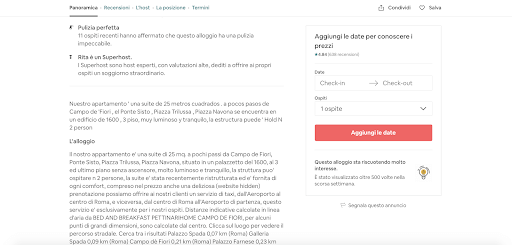 Panoramica · Recensioni · L'host · La posizione · Termini
Condividi
Salva
Pulizia perfetta
11 ospiti recenti hanno affermato che questo alloggio ha una pulizia
impeccabile.
Rita è un Superhost.
I Superhost sono host esperti, con valutazioni alte, dediti a offrire ai propri
ospiti un soggiorno straordinario.
Nuestro apartamento ' una suite de 25 metros cuadrados , a pocos pasos de
Campo de 'Fiori , el Ponte Sisto , Piazza Trilussa , Piazza Navona se encuentra en
un edificio de 1600 , 3 piso, muy luminoso y tranquilo, la estructura puede ' Hold N
2 person
L'alloggio
Il nostro appartamento e' una suite di 25 mq. a pochi passi da Campo de Fiori,
Ponte Sisto, Piazza Trilussa, Piazza Navona, situato in un palazzetto del 1600, al 3
ed ultimo piano senza ascensore, molto luminoso e tranquillo, la struttura puo'
ospitare n 2 persone, la suite e' stata recentemente ristrutturata ed e' fornita di
ogni comfort, compreso nel prezzo anche una deliziosa (website hidden)
prenotazione possiamo offrire ai nostri clienti un servizio di taxi, dall'Aeroporto al
centro di Roma, e viceversa, dal centro di Roma all'Aeroporto di partenza, questo
servizio e' esclusivamente per i nostri ospiti. Distanze indicative calcolate in linea
d'aria da BED AND BREAKFAST PETTINARIHOME CAMPO DE FIORI, per alcuni
punti di grandi dimensioni, sono calcolate dal centro. Clicca sul luogo per vedere il
percorso stradale. Cerca tra i risultati Palazzo Spada 0,07 km (Roma) Galleria
Spada 0,09 km (Roma) Campo de Fiori 0,21 km (Roma) Palazzo Farnese 0,23 km
Aggiungi le date per conoscere i
prezzi
Date
Check-in
Check-out
Ospiti
1 ospite
Aggiungi le date
Questo alloggio sta riscuotendo molto
interesse.
È stato visualizzato oltre 500 volte nella
scorsa settimana.
Segnala questo annuncio